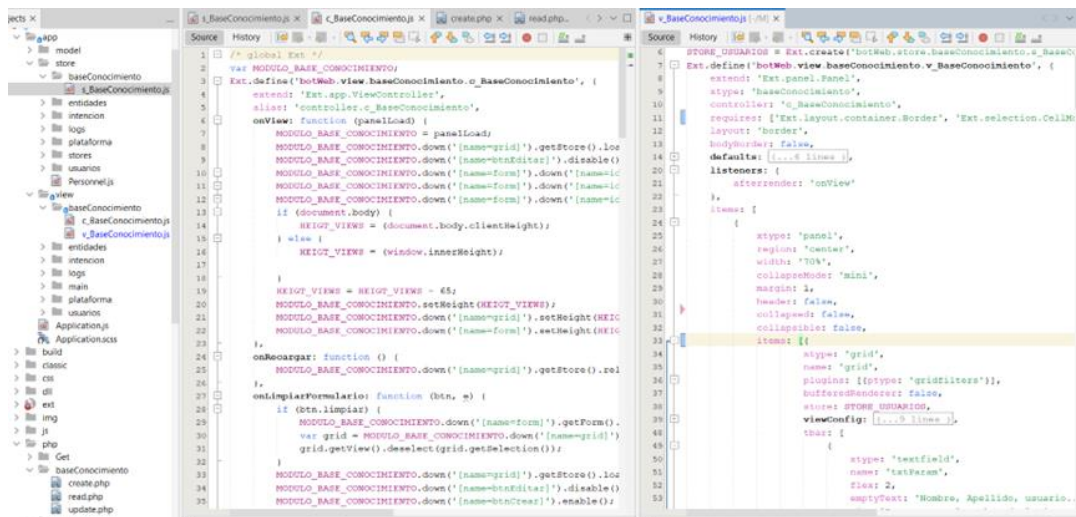 jects ×
app
model
store
baseConocimiento
s_BaseConocimiento.js
entidades
intencion
logs
plataforma
stores
usuarios
Personnel.js
view
baseConocimiento
c_BaseConocimiento.js
v_BaseConocimiento.js
entidades
intencion
logs
main
plataforma
usuarios
Application.js
Application.scss
build
classic
css
dll
ext
img
js
php
Get
baseConocimiento
create.php
read.php
update.php
s_BaseConocimiento.js × c_BaseConocimiento.js × create.php × read.php...
Source History
1 /* global Ext */
2 var MODULO_BASE_CONOCIMIENTO;
3 Ext.define('botWeb.view.baseConocimiento.c_BaseConocimiento', {
4 extend: 'Ext.app.ViewController',
5 alias: 'controller.c_BaseConocimiento',
6 onView: function (panelLoad) {
7 MODULO_BASE_CONOCIMIENTO = panelLoad;
8 MODULO_BASE_CONOCIMIENTO.down('[name=grid]').getStore().loa
9 MODULO_BASE_CONOCIMIENTO.down('[name=btnEditar]').disable()
10 MODULO_BASE_CONOCIMIENTO.down('[name=form]').down('[name=ic
11 MODULO_BASE_CONOCIMIENTO.down('[name=form]').down('[name=ic
12 MODULO_BASE_CONOCIMIENTO.down('[name=form]').down('[name=ic
13 if (document.body) {
14 HEIGT_VIEWS = (document.body.clientHeight);
15 } else {
16 HEIGT_VIEWS = (window.innerHeight);
17
18 }
19 HEIGT_VIEWS = HEIGT_VIEWS - 65;
20 MODULO_BASE_CONOCIMIENTO.setHeight(HEIGT_VIEWS);
21 MODULO_BASE_CONOCIMIENTO.down('[name=grid]').setHeight(HEIG
22 MODULO_BASE_CONOCIMIENTO.down('[name=form]').setHeight(HEIG
23 },
24 onRecargar: function () {
25 MODULO_BASE_CONOCIMIENTO.down('[name=grid]').getStore().rel
26 },
27 onLimpiarFormulario: function (btn, e) {
28 if (btn.limpiar) {
29 MODULO_BASE_CONOCIMIENTO.down('[name=form]').getForm().
30 var grid = MODULO_BASE_CONOCIMIENTO.down('[name=grid]')
31 grid.getView().deselect(grid.getSelection());
32 }
33 MODULO_BASE_CONOCIMIENTO.down('[name=grid]').getStore().loa
34 MODULO_BASE_CONOCIMIENTO.down('[name=btnEditar]').disable()
35 MODULO_BASE_CONOCIMIENTO.down('[name=btnCrear]').enable();
v_BaseConocimiento.js [-/M] ×
Source History
6 STORE_USUARIOS = Ext.create('botWeb.store.baseConocimiento.s_BaseCo
7 Ext.define('botWeb.view.baseConocimiento.v_BaseConocimiento', {
8 extend: 'Ext.panel.Panel',
9 xtype: 'baseConocimiento',
10 controller: 'c_BaseConocimiento',
11 requires: ['Ext.layout.container.Border', 'Ext.selection.CellMo
12 layout: 'border',
13 bodyBorder: false,
14 defaults: {...6 lines },
20 listeners: {
21 afterrender: 'onView'
22 },
23 items: [
24 {
25 xtype: 'panel',
26 region: 'center',
27 width: '70%',
28 collapseMode: 'mini',
29 margin: 1,
30 header: false,
31 collapsed: false,
32 collapsible: false,
33 items: [{
34 xtype: 'grid',
35 name: 'grid',
36 plugins: [{ptype: 'gridfilters'}],
37 bufferedRenderer: false,
38 store: STORE_USUARIOS,
39 viewConfig: {...9 lines },
48 tbar: [
49 {
50 xtype: 'textfield',
51 name: 'txtParam',
52 flex: 2,
53 emptyText: 'Nombre, Apellido, usuario..